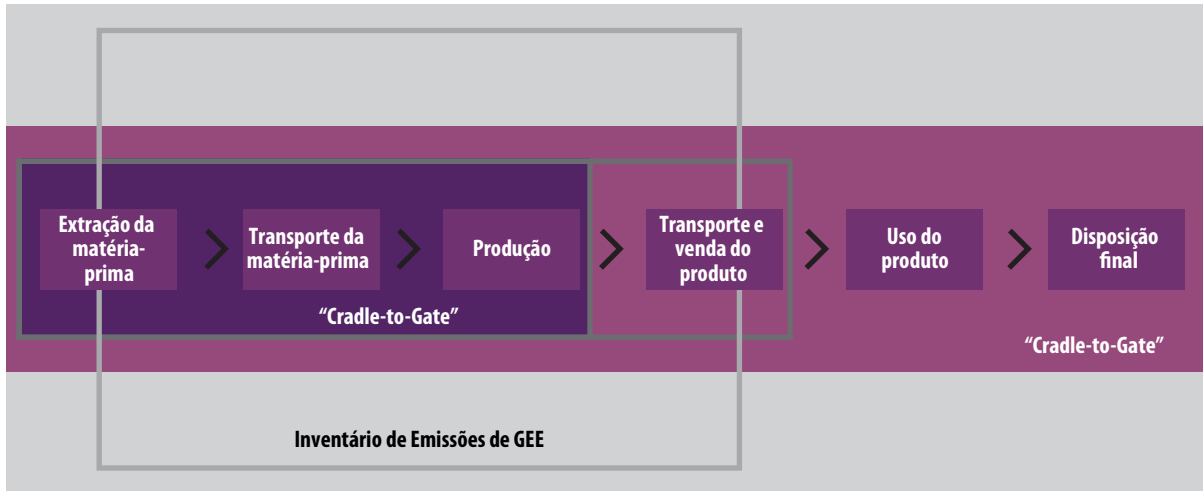 Extração da
matéria-
prima
Transporte da
matéria-prima
Produção
Transporte e
venda do
produto
Uso do
produto
Disposição
final
“Cradle-to-Gate”
“Cradle-to-Gate”
Inventário de Emissões de GEE